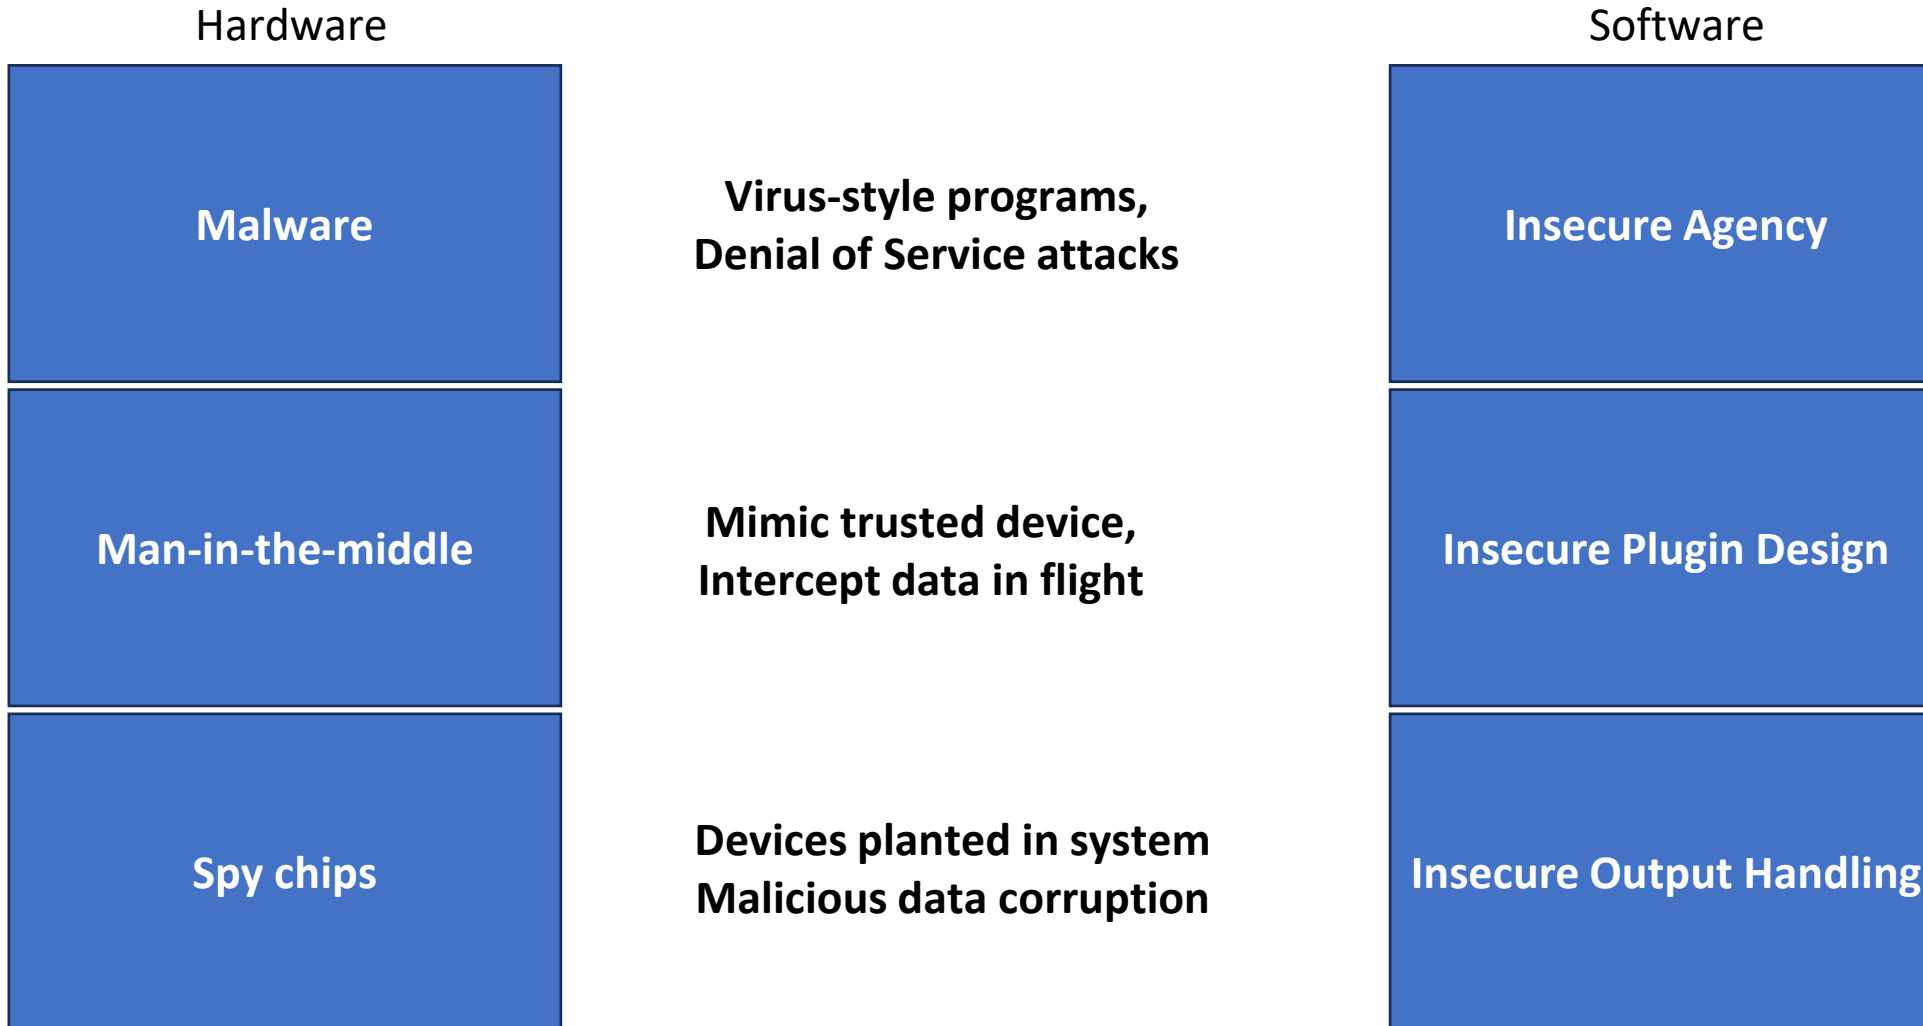 Hardware
Software
Malware
Virus-style programs,
Denial of Service attacks
Insecure Agency
Man-in-the-middle
Mimic trusted device,
Intercept data in flight
Insecure Plugin Design
Spy chips
Devices planted in system
Malicious data corruption
Insecure Output Handling